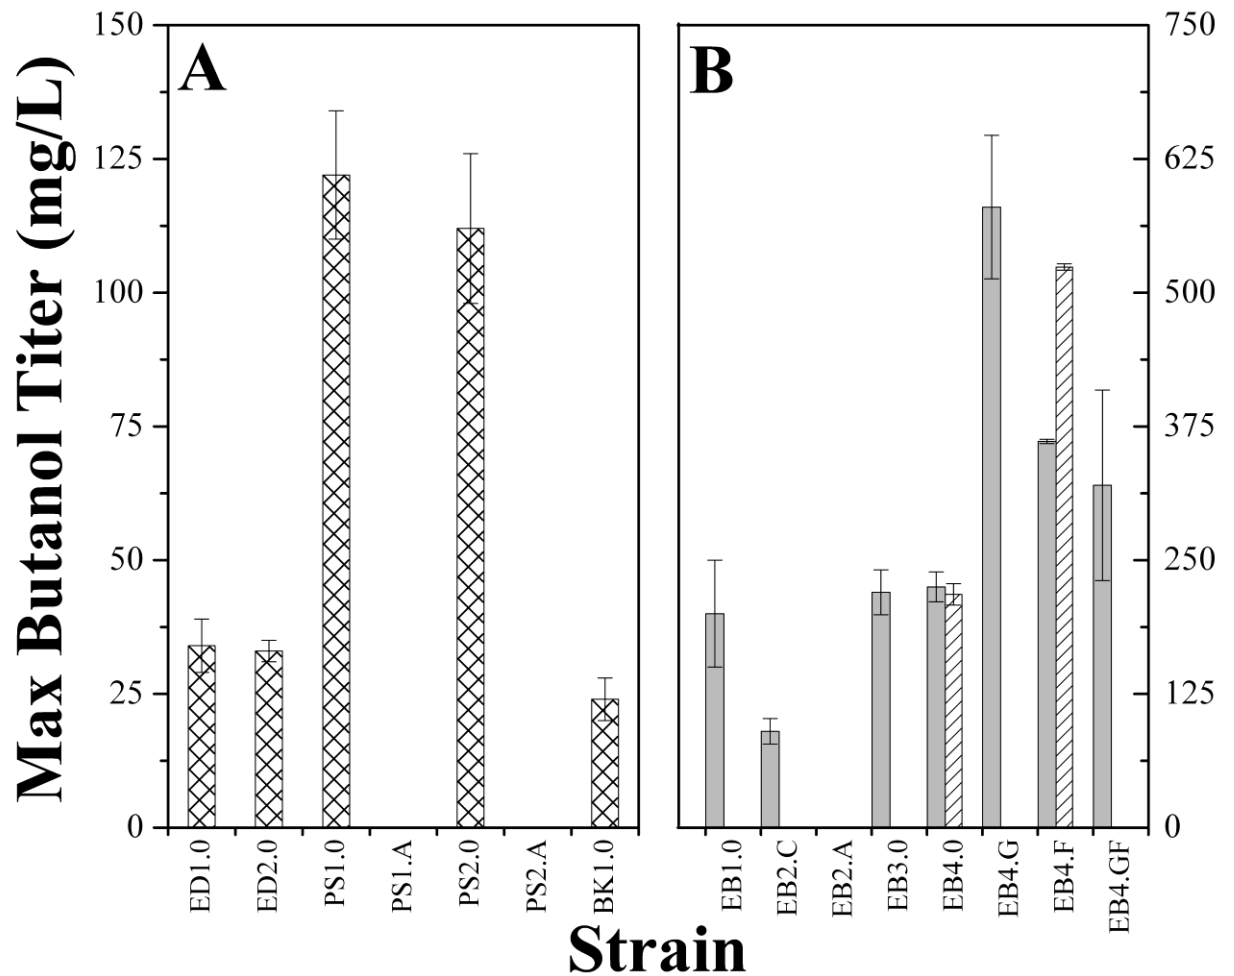 A
B
Max Butanol Titer (mg/L)
150
125
100
75
50
25
0
750
625
500
375
250
125
0
ED1.0
ED2.0
PS1.0
PS1.A
PS2.0
PS2.A
BK1.0
EB1.0
EB2.C
EB2.A
EB3.0
EB4.0
EB4.G
EB4.F
EB4.GF
Strain